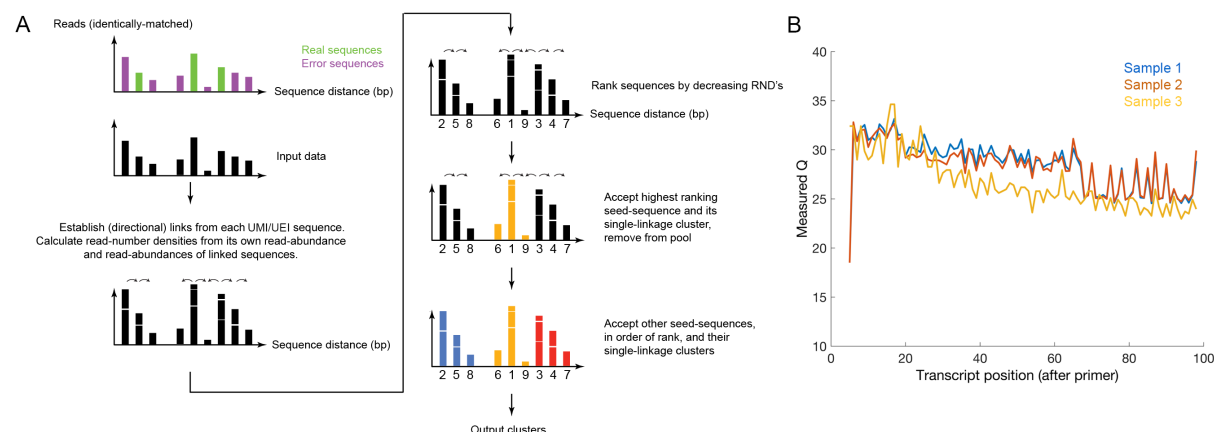 A
Reads (identically-matched)
Real sequences
Error sequences
Sequence distance (bp)
Input data
Establish (directional) links from each UMI/UEI sequence.
Calculate read-number densities from its own read-abundance
and read-abundances of linked sequences.
Sequence distance (bp)
Rank sequences by decreasing RND's
Sequence distance (bp)
2 5 8 6 1 9 3 4 7
Accept highest ranking
seed-sequence and its
single-linkage cluster,
remove from pool
2 5 8 6 1 9 3 4 7
Accept other seed-sequences,
in order of rank, and their
single-linkage clusters
2 5 8 6 1 9 3 4 7
Output clusters
B
Sample 1
Sample 2
Sample 3
Measured Q
40
35
30
25
20
15
10
0 20 40 60 80 100
Transcript position (after primer)